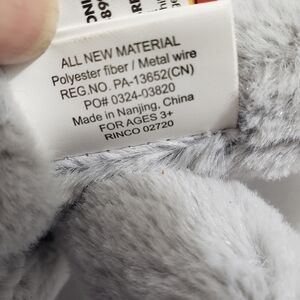 ALL NEW MATERIAL
Polyester fiber / Metal wire
REG.NO. PA-13652(CN)
PO# 0324-03820
Made in Nanjing, China
FOR AGES 3+
RINCO 02720